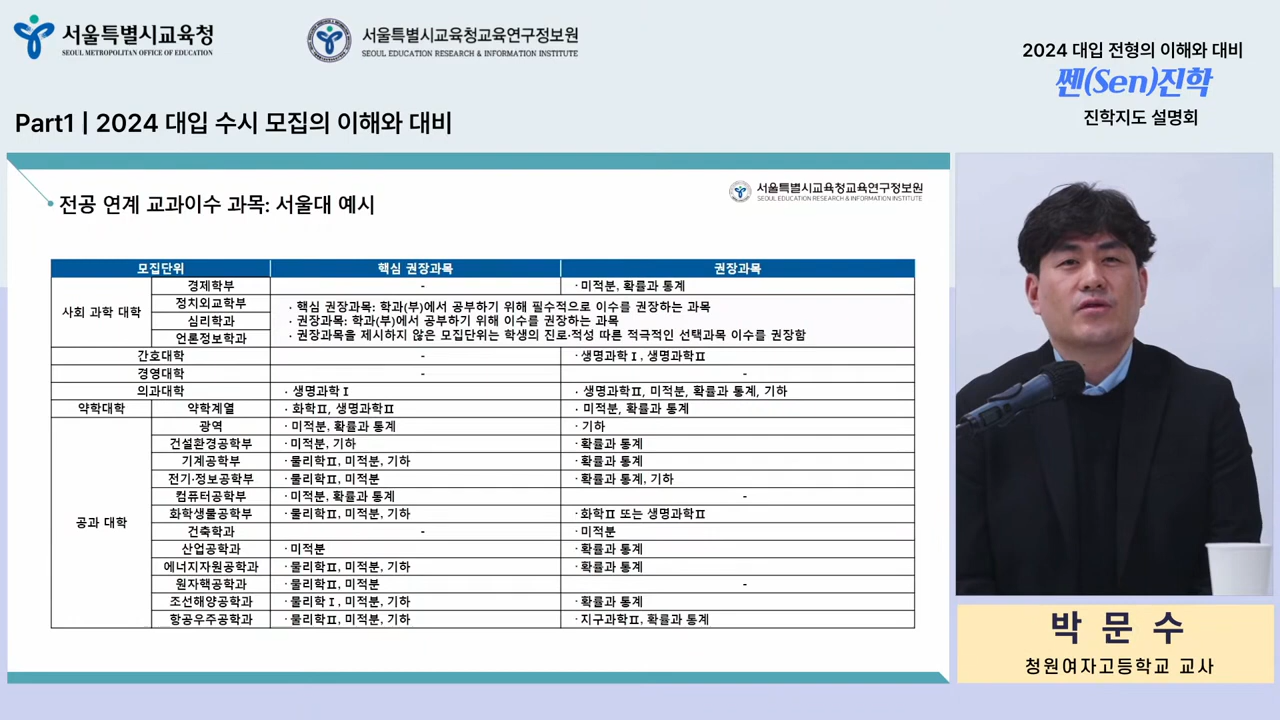 서울특별시교육청
SEOUL METROPOLITAN OFFICE OF EDUCATION
서울특별시교육청교육연구정보원
SEOUL EDUCATION RESEARCH & INFORMATION INSTITUTE
2024 대입 전형의 이해와 대비
쎈(Sen)진학
진학지도 설명회
Part1 | 2024 대입 수시 모집의 이해와 대비
전공 연계 교과이수 과목: 서울대 예시
서울특별시교육청교육연구정보원
SEOUL EDUCATION RESEARCH & INFORMATION INSTITUTE
모집단위 핵심 권장과목 권장과목
사회 과학 대학
경제학부 - · 미적분, 확률과 통계
정치외교학부
심리학과
언론정보학과
· 핵심 권장과목: 학과(부)에서 공부하기 위해 필수적으로 이수를 권장하는 과목
· 권장과목: 학과(부)에서 공부하기 위해 이수를 권장하는 과목
· 권장과목을 제시하지 않은 모집단위는 학생의 진로·적성 따른 적극적인 선택과목 이수를 권장함
간호대학 - · 생명과학Ⅰ, 생명과학Ⅱ
경영대학 - -
의과대학 · 생명과학Ⅰ · 생명과학Ⅱ, 미적분, 확률과 통계, 기하
약학대학 약학계열 · 화학Ⅱ, 생명과학Ⅱ · 미적분, 확률과 통계
공과 대학
광역 · 미적분, 확률과 통계 · 기하
건설환경공학부 · 미적분, 기하 · 확률과 통계
기계공학부 · 물리학Ⅱ, 미적분, 기하 · 확률과 통계
전기·정보공학부 · 물리학Ⅱ, 미적분 · 확률과 통계, 기하
컴퓨터공학부 · 미적분, 확률과 통계 -
화학생물공학부 · 물리학Ⅱ, 미적분, 기하 · 화학Ⅱ 또는 생명과학Ⅱ
건축학과 - · 미적분
산업공학과 · 미적분 · 확률과 통계
에너지자원공학과 · 물리학Ⅱ, 미적분, 기하 · 확률과 통계
원자핵공학과 · 물리학Ⅱ, 미적분 -
조선해양공학과 · 물리학Ⅰ, 미적분, 기하 · 확률과 통계
항공우주공학과 · 물리학Ⅱ, 미적분, 기하 · 지구과학Ⅱ, 확률과 통계
박 문 수
청원여자고등학교 교사